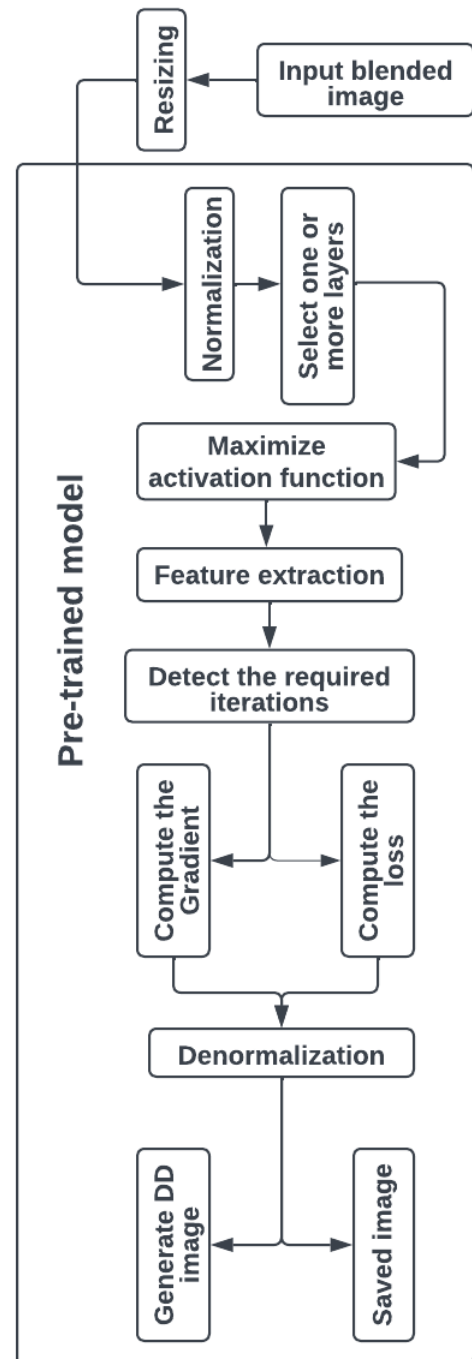 Input blended
image
Resizing
Normalization
Select one or
more layers
Maximize
activation function
Feature extraction
Detect the required
iterations
Pre-trained model
Compute the
Gradient
Compute the
loss
Denormalization
Generate DD
image
Saved image